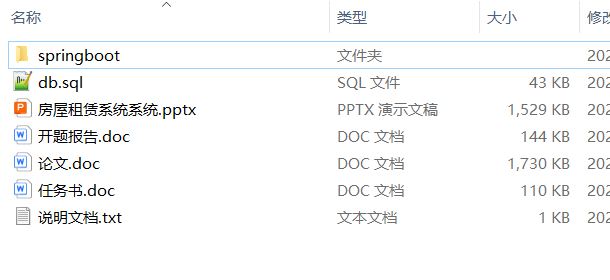 名称 类型 大小 修
springboot 文件夹 202
db.sql SQL 文件 43 KB 202
房屋租赁系统系统.pptx PPTX 演示文稿 1,529 KB 202
开题报告.doc DOC 文档 144 KB 202
论文.doc DOC 文档 1,730 KB 202
任务书.doc DOC 文档 110 KB 202
说明文档.txt 文本文档 1 KB 202